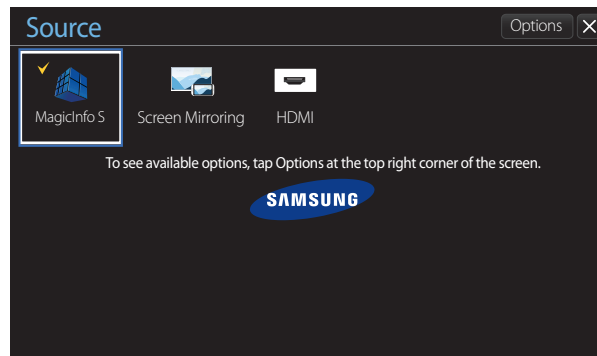 Source
Options
MagicInfo S
Screen Mirroring
HDMI
To see available options, tap Options at the top right corner of the screen.
SAMSUNG